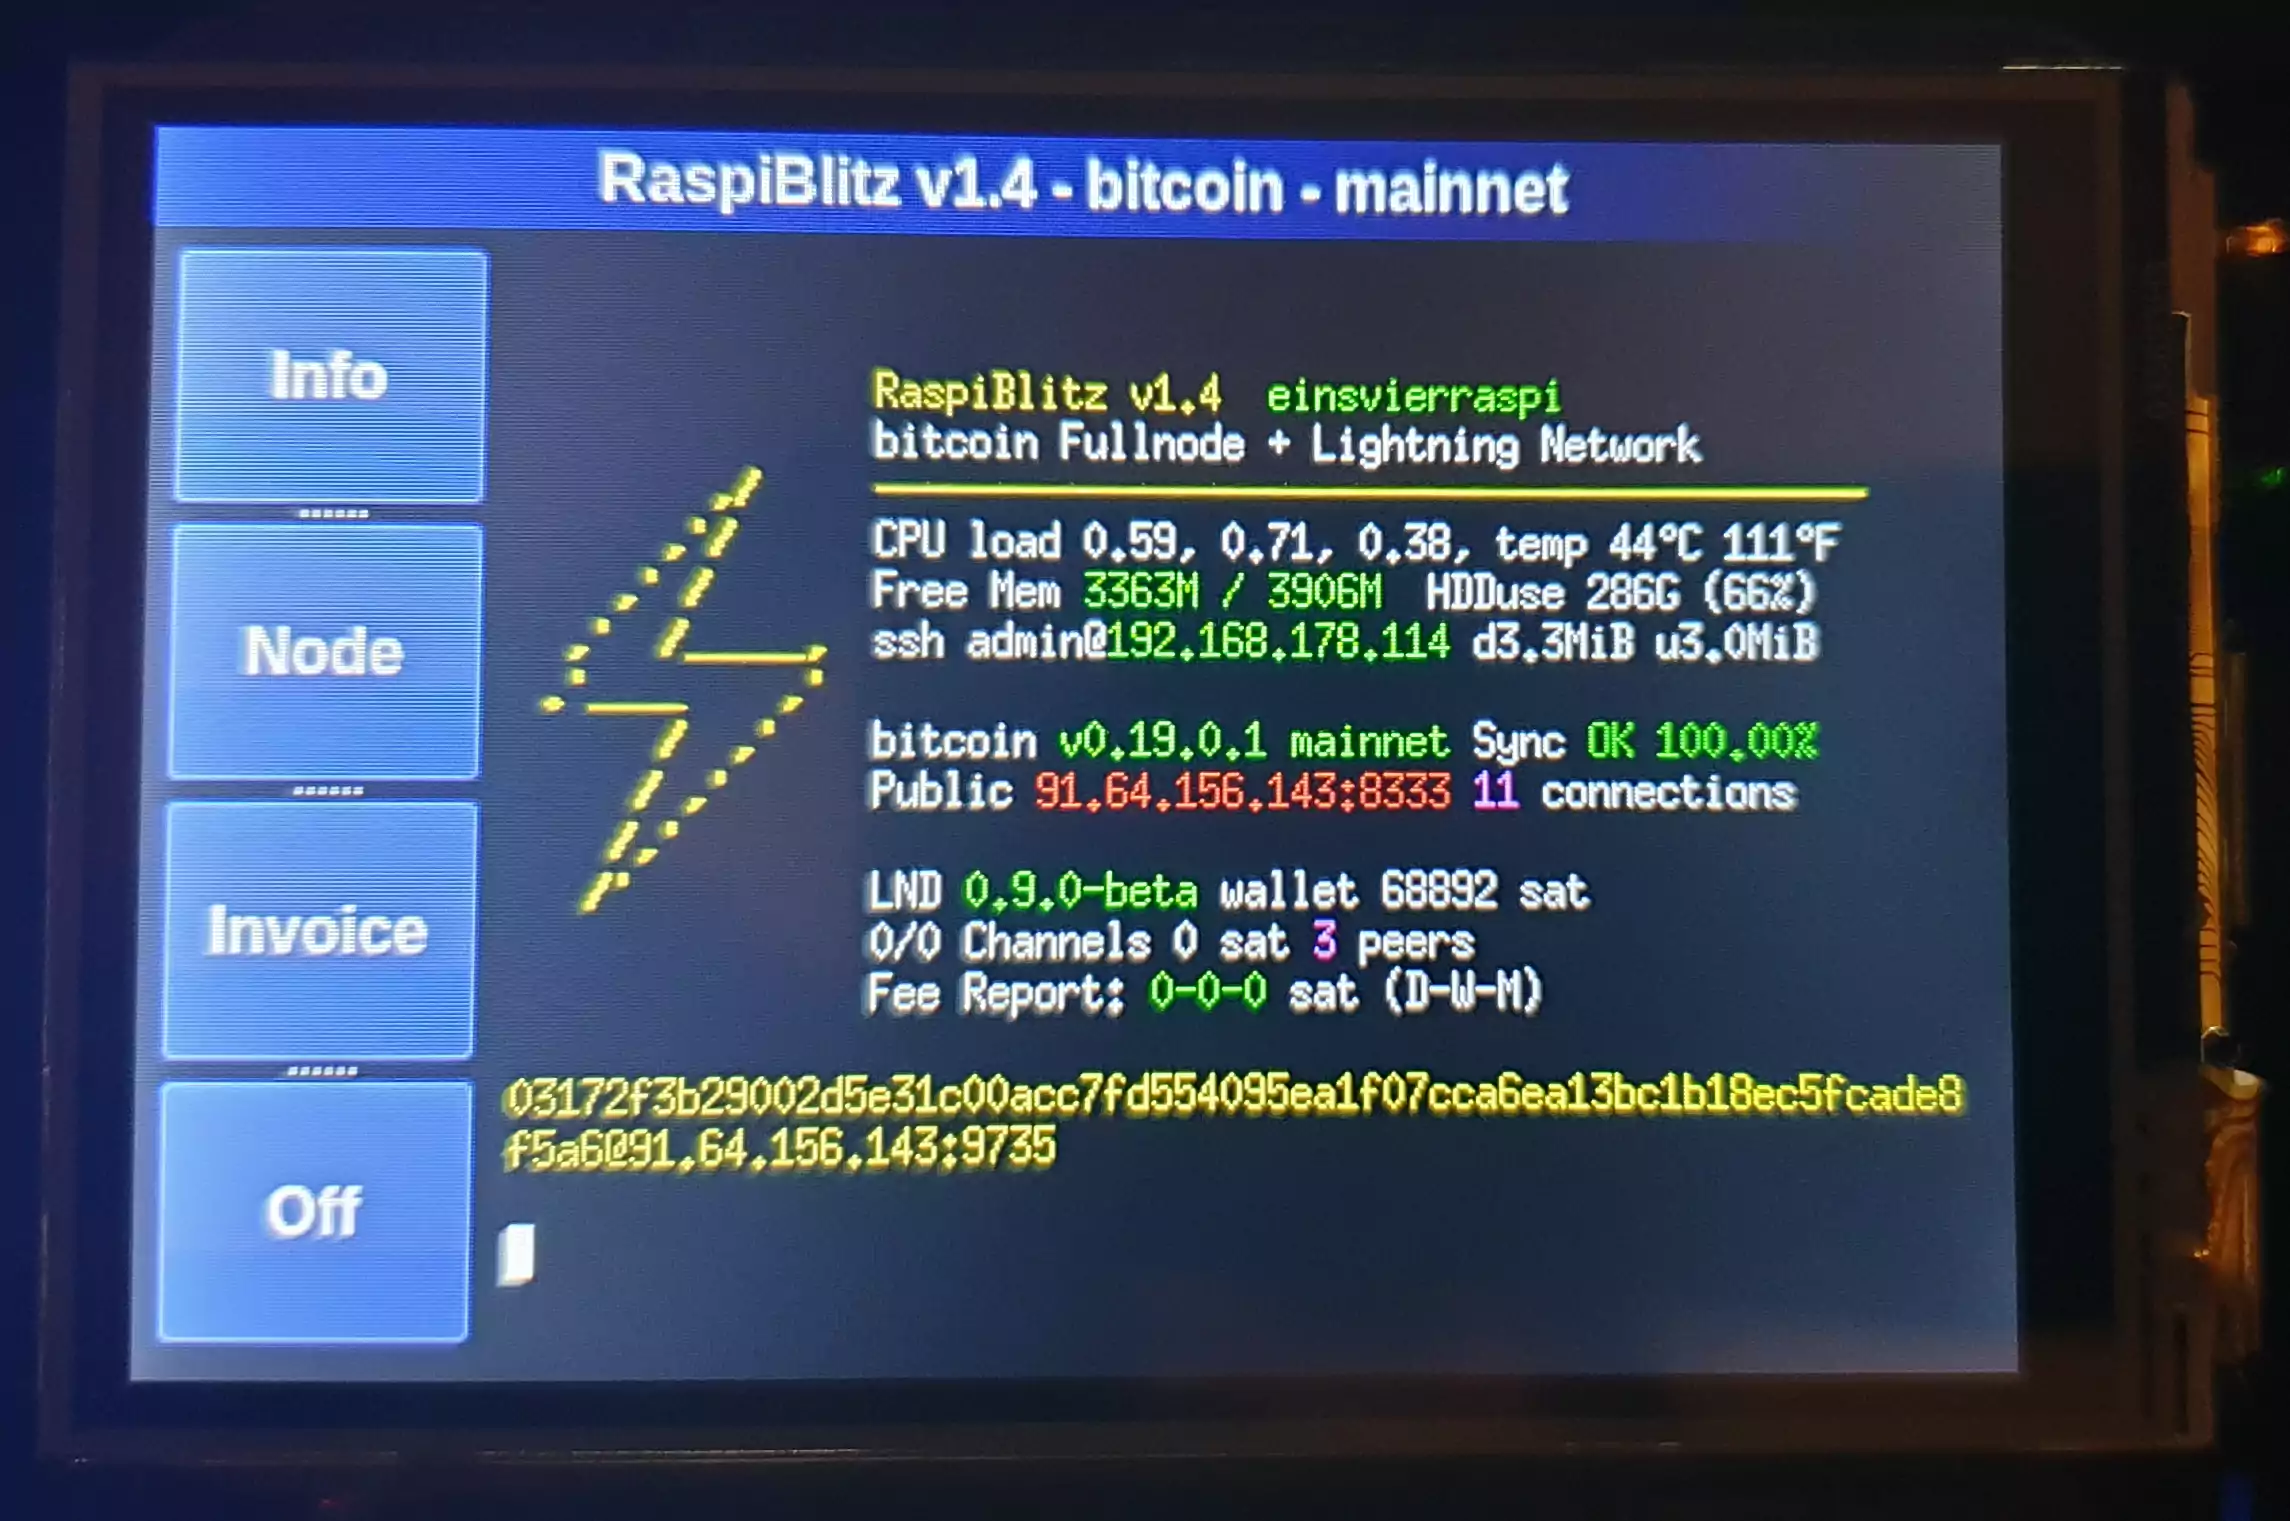 RaspiBlitz v1.4 - bitcoin - mainnet
Info
Node
Invoice
Off
RaspiBlitz v1.4 einsvierraspi
bitcoin Fullnode + Lightning Network
CPU load 0.59, 0.71, 0.38, temp 44°C 111°F
Free Mem 3363M / 3906M HDDuse 286G (66%)
ssh admin@192.168.178.114 d3.3MiB u3.0MiB
bitcoin v0.19.0.1 mainnet Sync OK 100.00%
Public 91.64.156.143:8333 11 connections
LND 0.9.0-beta wallet 68892 sat
0/0 Channels 0 sat 3 peers
Fee Report: 0-0-0 sat (D-W-M)
03172f3b29002d5e31c00acc7fd554095ea1f07cca6ea13bc1b18ec5fcade8
f5a6@91.64.156.143:9735